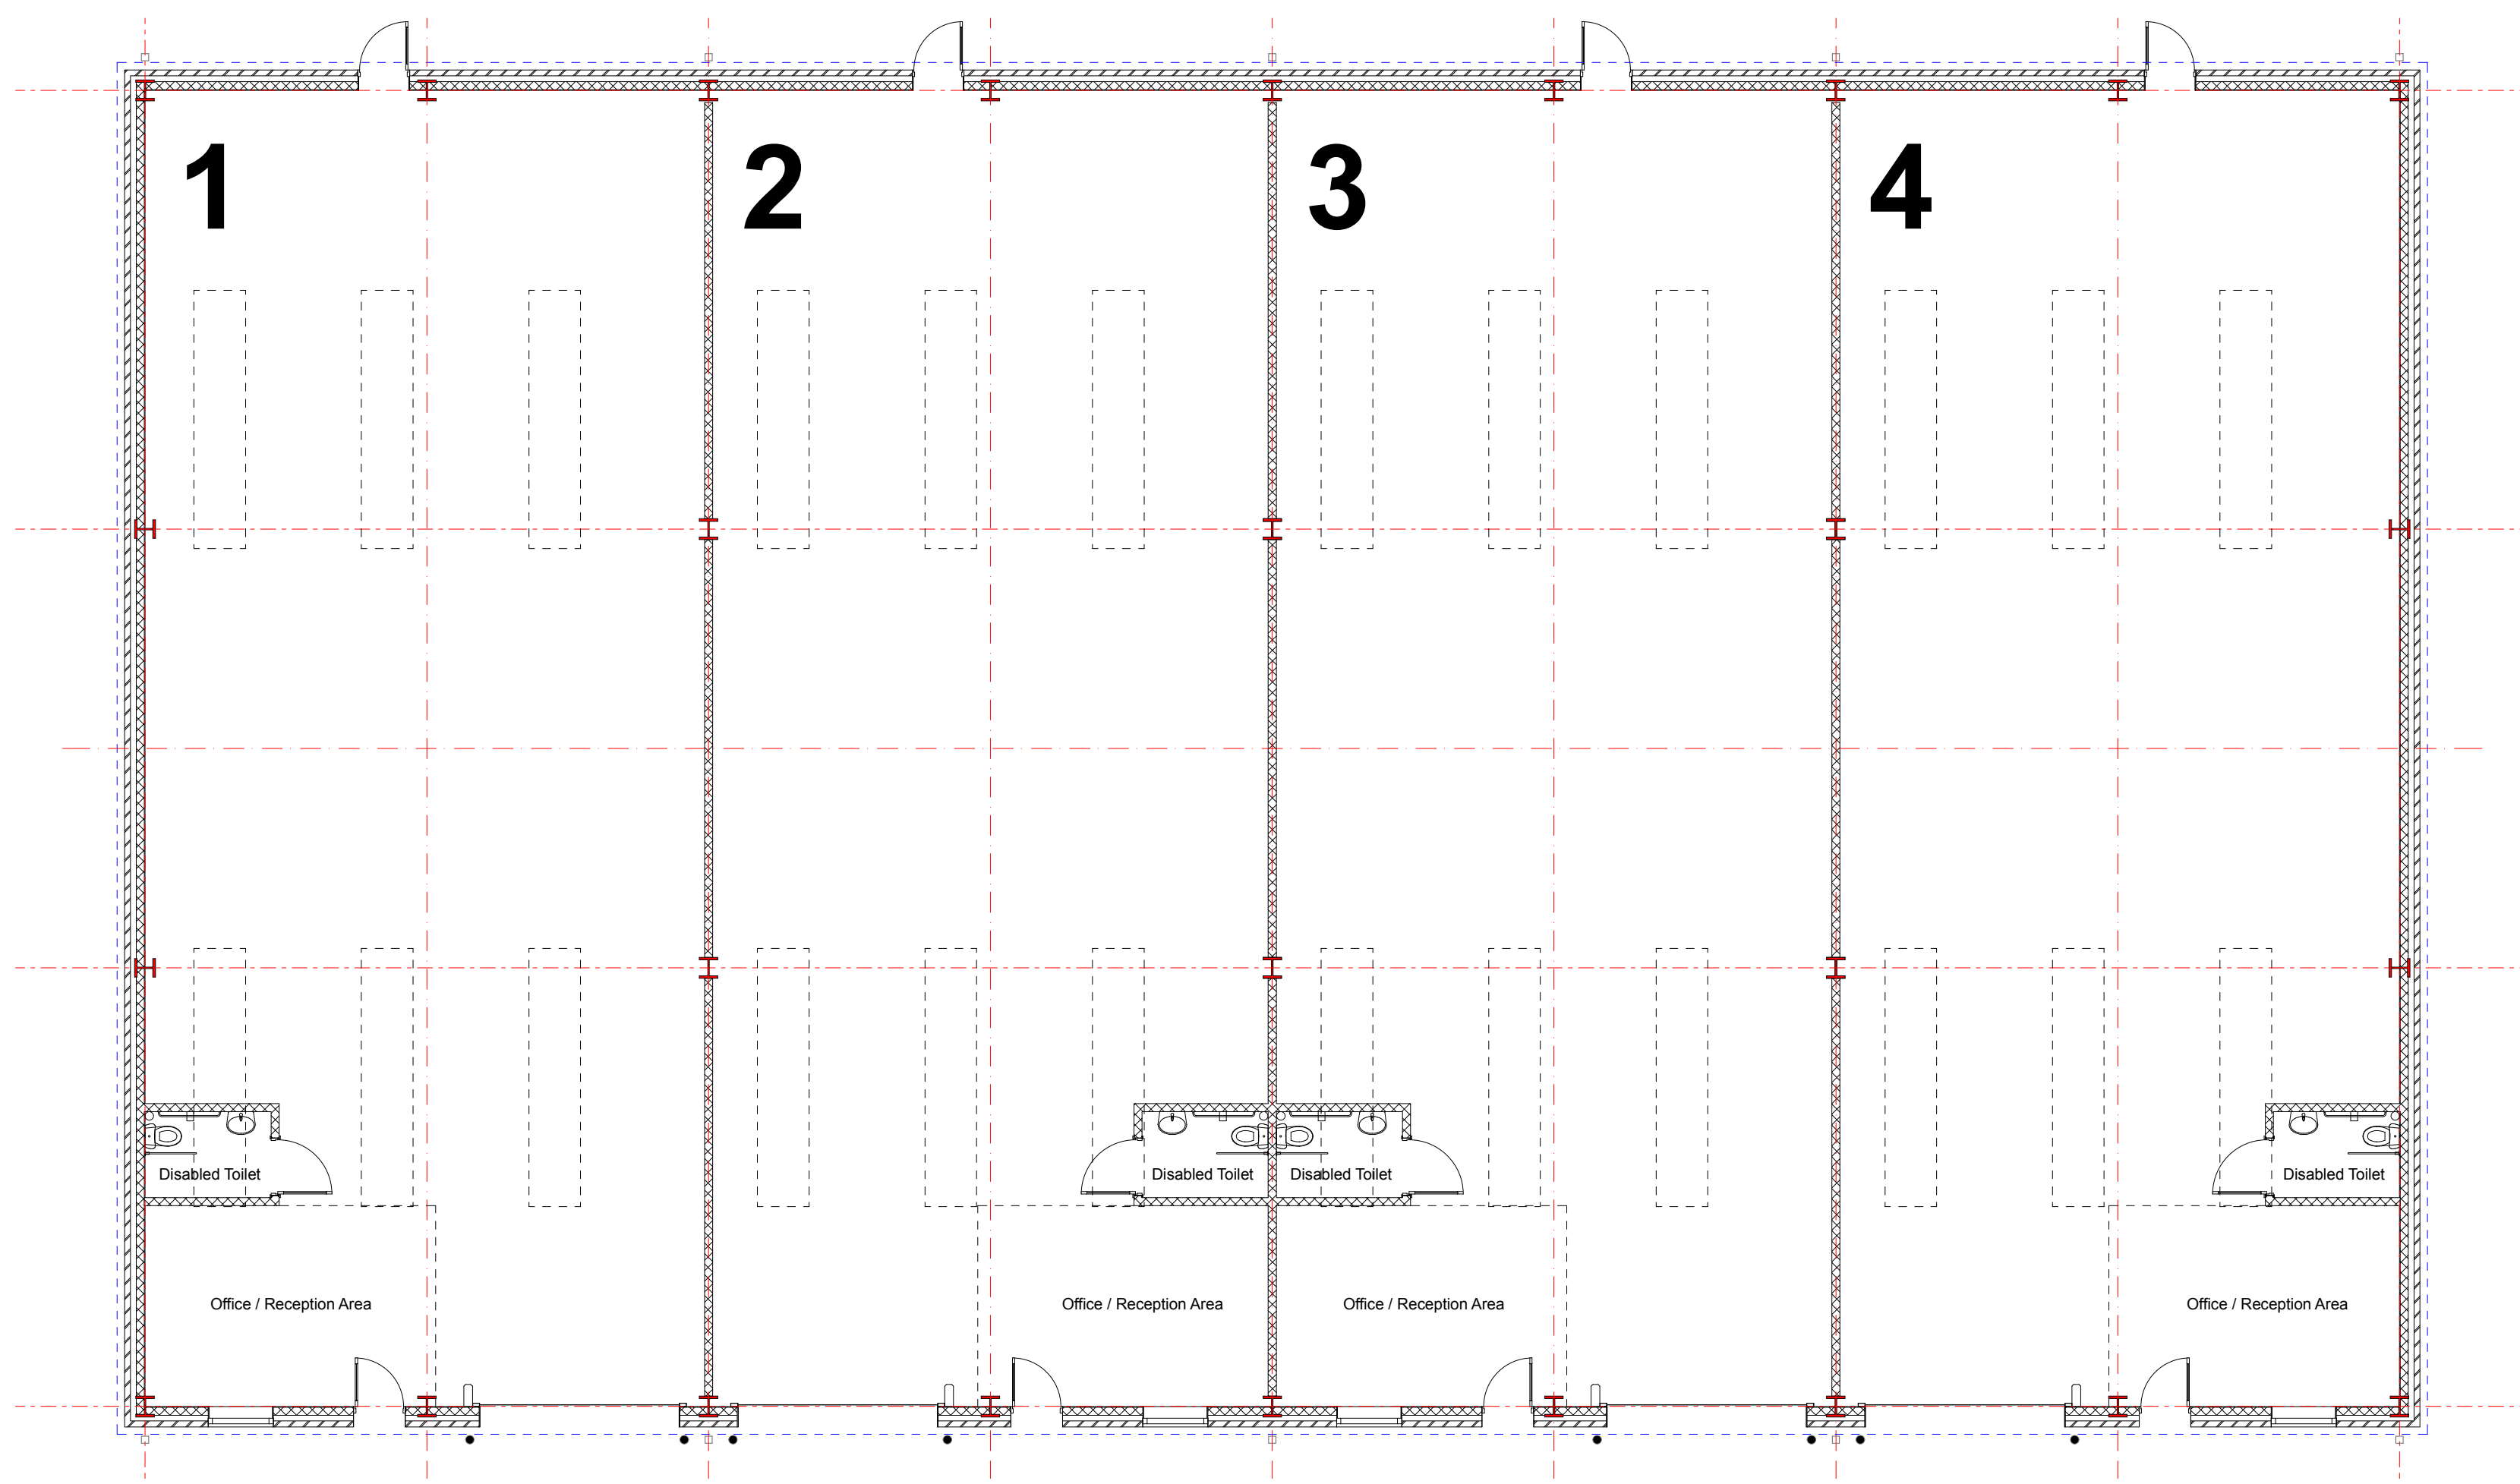 1
2
3
4
Disabled Toilet
Disabled Toilet
Disabled Toilet
Disabled Toilet
Office / Reception Area
Office / Reception Area
Office / Reception Area
Office / Reception Area